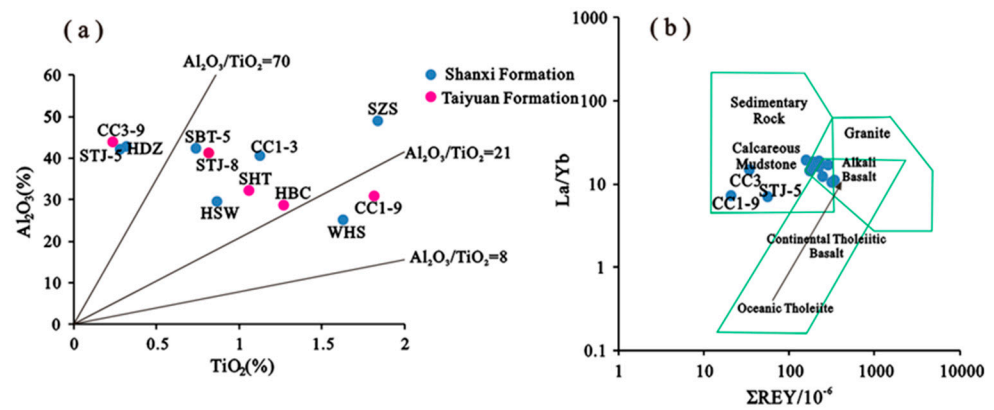 ( a )
Al₂O₃/TiO₂=70
60
50
40
30
20
10
0
Al₂O₃(%)
0
0.5
1
1.5
2
TiO₂(%)
CC3-9
STJ-5
HDZ
SBT-5
STJ-8
CC1-3
SHT
HSW
HBC
SZS
CC1-9
WHS
Al₂O₃/TiO₂=21
Al₂O₃/TiO₂=8
Shanxi Formation
Taiyuan Formation
( b )
1000
100
10
1
0.1
La/Yb
1
10
100
1000
10000
ΣREY/10⁻⁶
Sedimentary
Rock
Calcareous
Mudstone
Granite
Alkali
Basalt
CC3
CC1-9
STJ-5
Continental Tholeiitic
Basalt
Oceanic Tholeiite